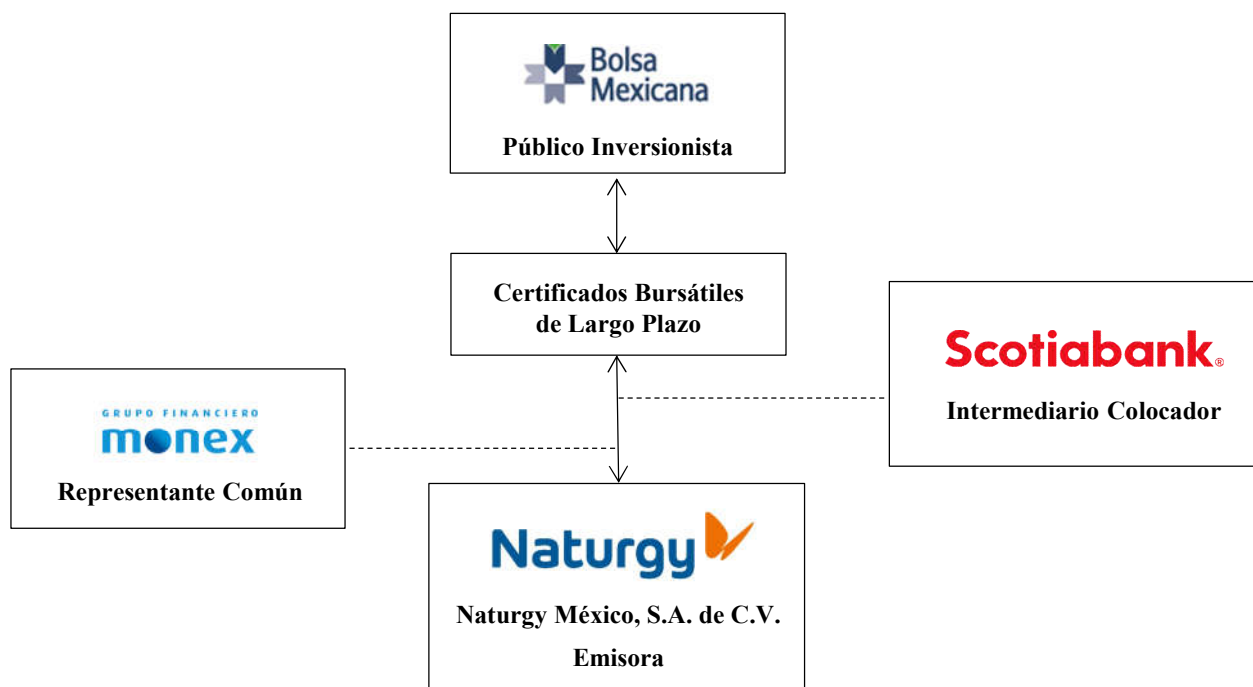 Bolsa
Mexicana
Público Inversionista
Certificados Bursátiles
de Largo Plazo
Scotiabank®
Intermediario Colocador
GRUPO FINANCIERO
monex
Representante Común
Naturgy
Naturgy México, S.A. de C.V.
Emisora